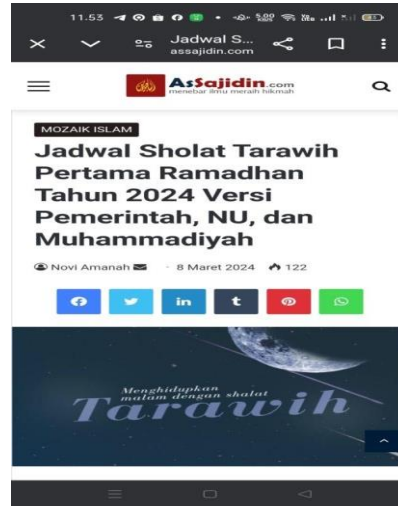 11.53
Jadwal S...
assajidin.com
AsSajidin.com
menebar ilmu meraih hikmah
MOZAIK ISLAM
Jadwal Sholat Tarawih
Pertama Ramadhan
Tahun 2024 Versi
Pemerintah, NU, dan
Muhammadiyah
Novi Amanah 8 Maret 2024 122
Menghidupkan
malam dengan shalat
Tarawih